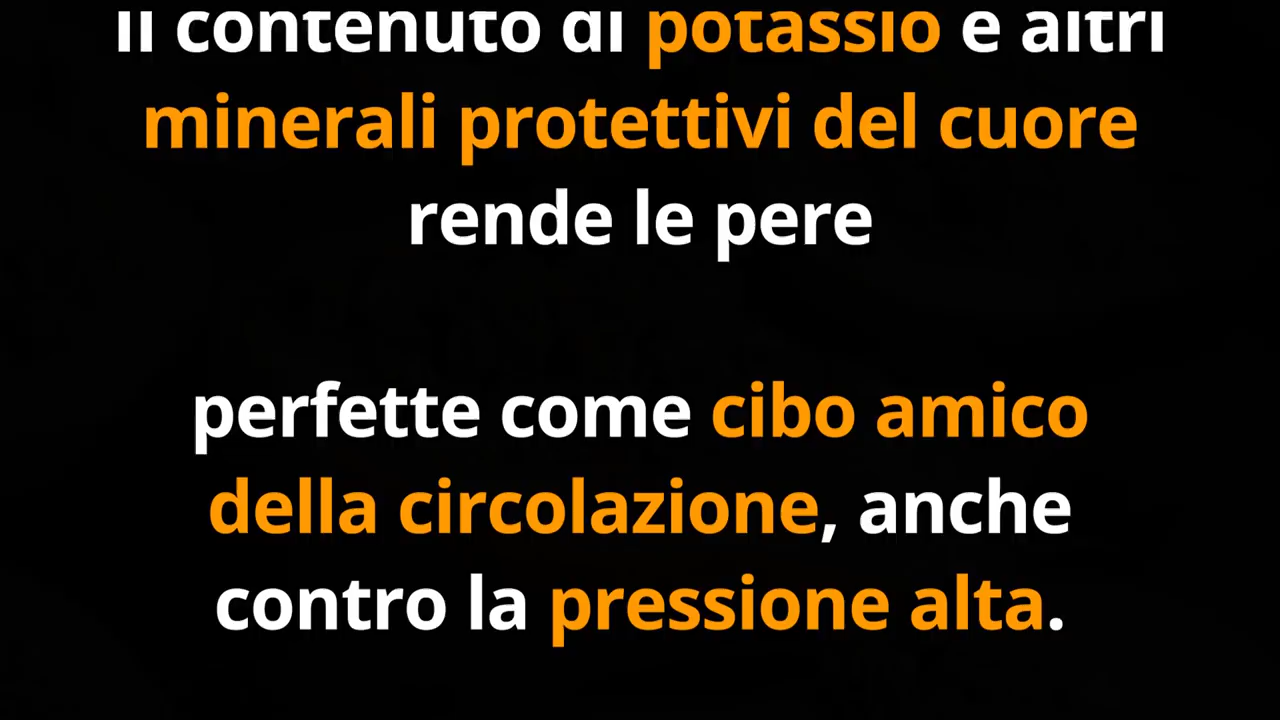 Il contenuto di potassio e altri
minerali protettivi del cuore
rende le pere
perfette come cibo amico
della circolazione, anche
contro la pressione alta.